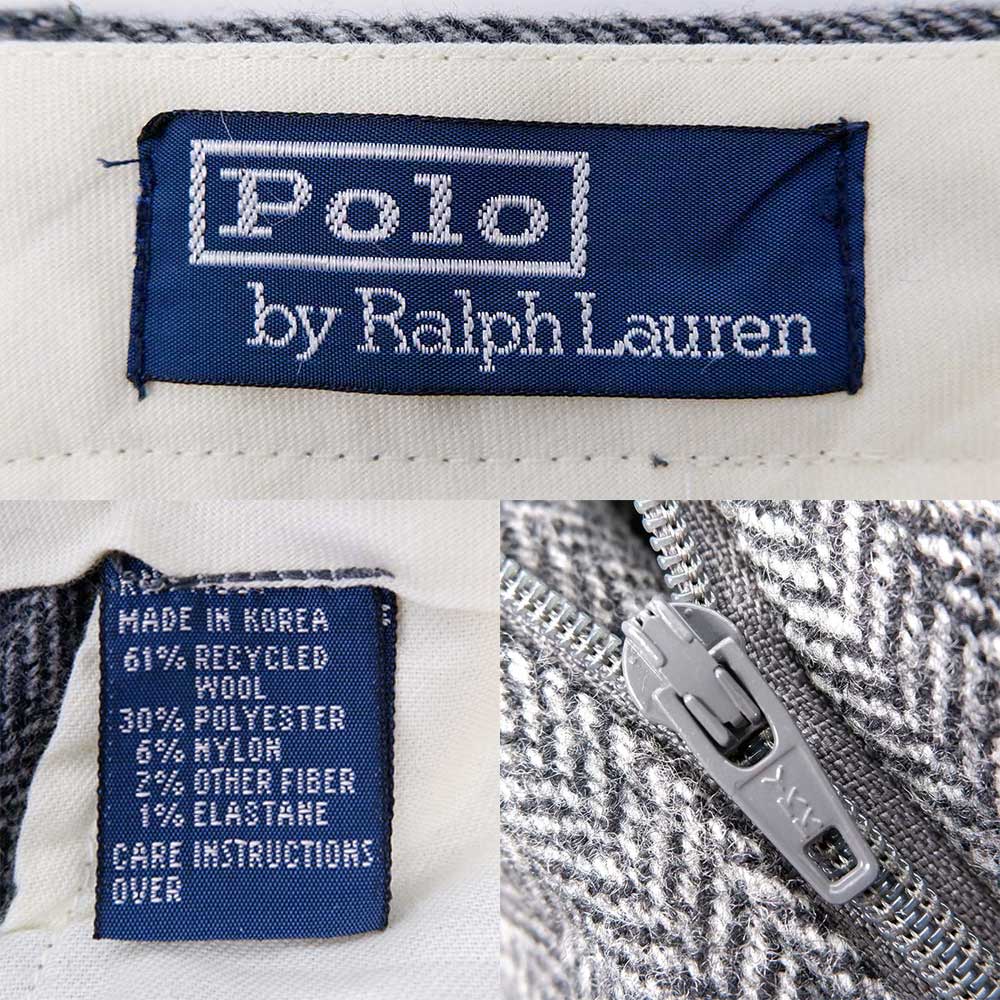 Polo
by Ralph Lauren
MADE IN KOREA
61% RECYCLED
WOOL
30% POLYESTER
6% NYLON
2% OTHER FIBER
1% ELASTANE
CARE INSTRUCTIONS
OVER
YKK